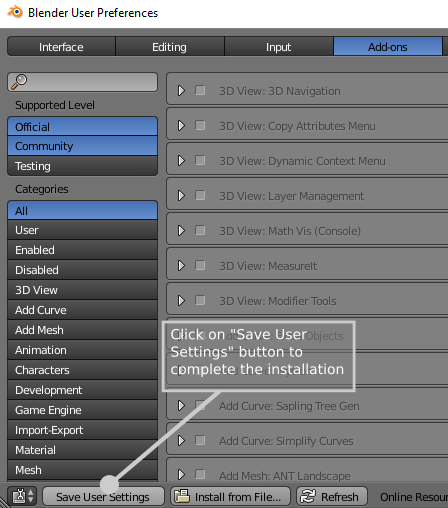 Blender User Preferences
Interface Editing Input Add-ons
Supported Level
Official
Community
Testing
Categories
All
User
Enabled
Disabled
3D View
Add Curve
Add Mesh
Animation
Characters
Development
Game Engine
Import-Export
Material
Mesh
3D View: 3D Navigation
3D View: Copy Attributes Menu
3D View: Dynamic Context Menu
3D View: Layer Management
3D View: Math Vis (Console)
3D View: MeasureIt
3D View: Modifier Tools
Objects
Click on "Save User
Settings" button to
complete the installation
Add Curve: Sapling Tree Gen
Add Curve: Simplify Curves
Add Mesh: ANT Landscape
Save User Settings Install from File... Refresh Online Resour